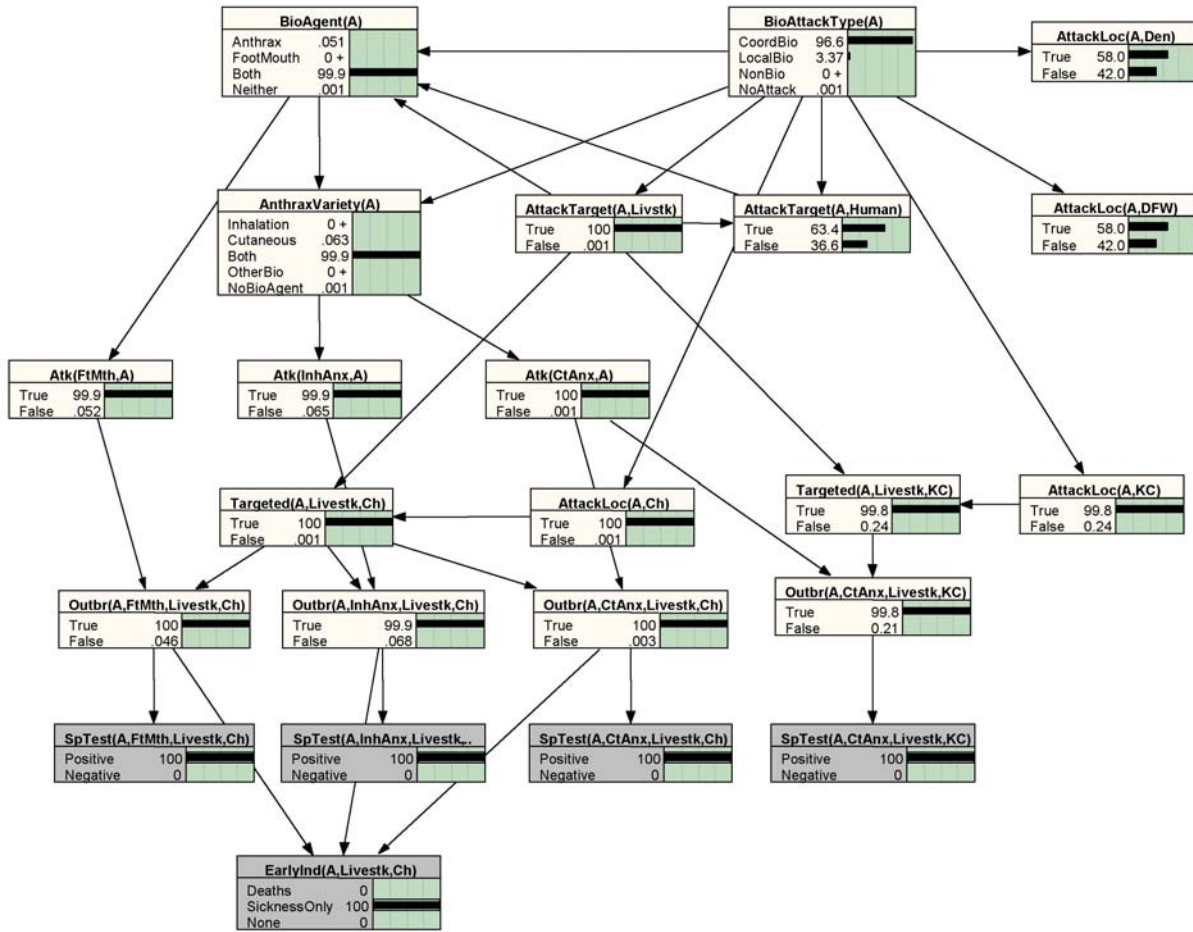 BioAgent(A)
Anthrax .051
FootMouth 0 +
Both 99.9
Neither .001
BioAttackType(A)
CoordBio 96.6
LocalBio 3.37
NonBio 0 +
NoAttack .001
AttackLoc(A,Den)
True 58.0
False 42.0
AnthraxVariety(A)
Inhalation 0 +
Cutaneous .063
Both 99.9
OtherBio 0 +
NoBioAgent .001
AttackTarget(A,Livstk)
True 100
False .001
AttackTarget(A,Human)
True 63.4
False 36.6
AttackLoc(A,DFW)
True 58.0
False 42.0
Atk(FtMth,A)
True 99.9
False .052
Atk(InhAnx,A)
True 99.9
False .065
Atk(CtAnx,A)
True 100
False .001
Targeted(A,Livestk,Ch)
True 100
False .001
AttackLoc(A,Ch)
True 100
False .001
Targeted(A,Livestk,KC)
True 99.8
False 0.24
AttackLoc(A,KC)
True 99.8
False 0.24
Outbr(A,FtMth,Livestk,Ch)
True 100
False .046
Outbr(A,InhAnx,Livestk,Ch)
True 99.9
False .068
Outbr(A,CtAnx,Livestk,Ch)
True 100
False .003
Outbr(A,CtAnx,Livestk,KC)
True 99.8
False 0.21
SpTest(A,FtMth,Livestk,Ch)
Positive 100
Negative 0
SpTest(A,InhAnx,Livestk,...
Positive 100
Negative 0
SpTest(A,CtAnx,Livestk,Ch)
Positive 100
Negative 0
SpTest(A,CtAnx,Livestk,KC)
Positive 100
Negative 0
EarlyInd(A,Livestk,Ch)
Deaths 0
SicknessOnly 100
None 0